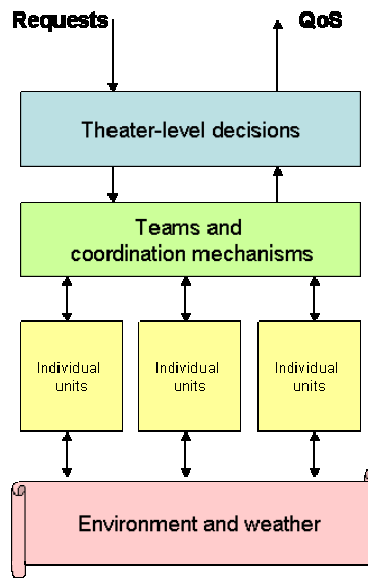 Requests QoS
Theater-level decisions
Teams and
coordination mechanisms
Individual
units
Individual
units
Individual
units
Environment and weather